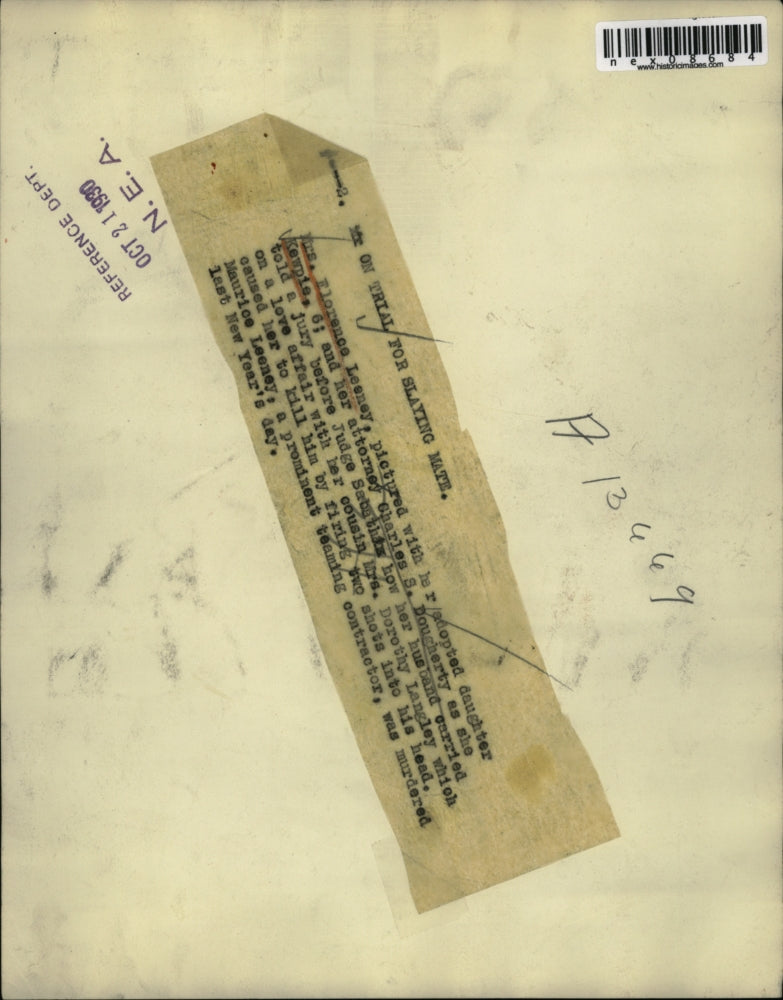 nex08684
www.historicimages.com
REFERENCE DEPT.
OCT 21 1930
N. E. A.
ON TRIAL FOR SLAYING MATE.
Mrs. Florence Leeney, pictured with her adopted daughter
Kewpie, 6; and her attorney Charles S. Dougherty as she
told a jury before Judge Sabathin how her husband carried
on a love affair with her cousin Mrs. Dorothy Langley which
caused her to kill him by firing two shots into his head.
Maurice Leeney, a prominent teaming contractor, was murdered
last New Year's day.